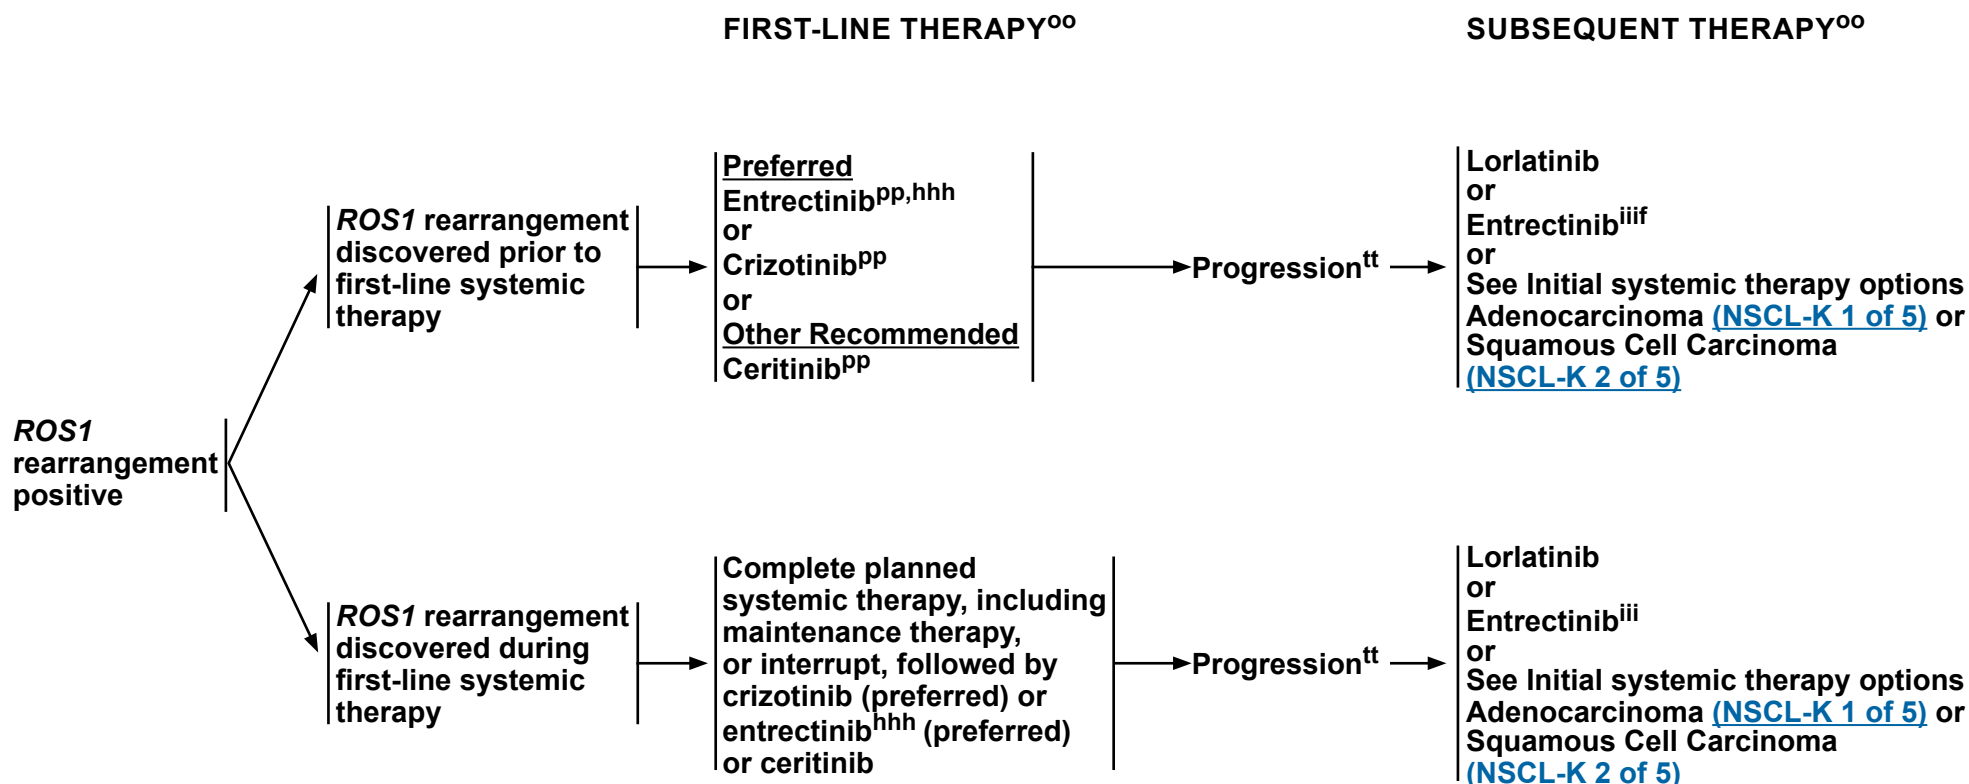 FIRST-LINE THERAPYoo
SUBSEQUENT THERAPYoo
ROS1
rearrangement
positive
ROS1 rearrangement
discovered prior to
first-line systemic
therapy
Preferred
Entrectinibpp,hhh
or
Crizotinibpp
or
Other Recommended
Ceritinibpp
Progressiontt
Lorlatinib
or
Entrectinibiiif
or
See Initial systemic therapy options
Adenocarcinoma (NSCL-K 1 of 5) or
Squamous Cell Carcinoma
(NSCL-K 2 of 5)
ROS1 rearrangement
discovered during
first-line systemic
therapy
Complete planned
systemic therapy, including
maintenance therapy,
or interrupt, followed by
crizotinib (preferred) or
entrectinibhhh (preferred)
or ceritinib
Progressiontt
Lorlatinib
or
Entrectinibiii
or
See Initial systemic therapy options
Adenocarcinoma (NSCL-K 1 of 5) or
Squamous Cell Carcinoma
(NSCL-K 2 of 5)